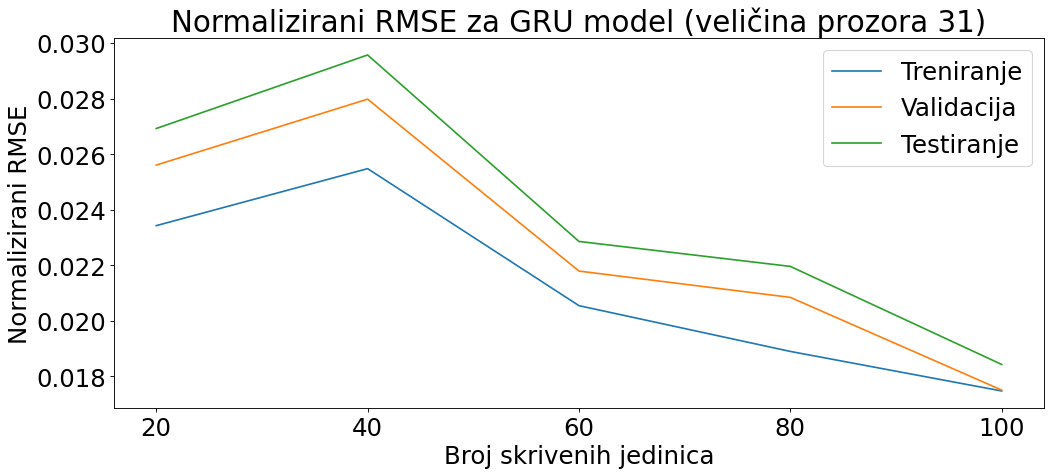 Normalizirani RMSE za GRU model (veličina prozora 31)
Normalizirani RMSE
0.030
0.028
0.026
0.024
0.022
0.020
0.018
Treniranje
Validacija
Testiranje
20 40 60 80 100
Broj skrivenih jedinica